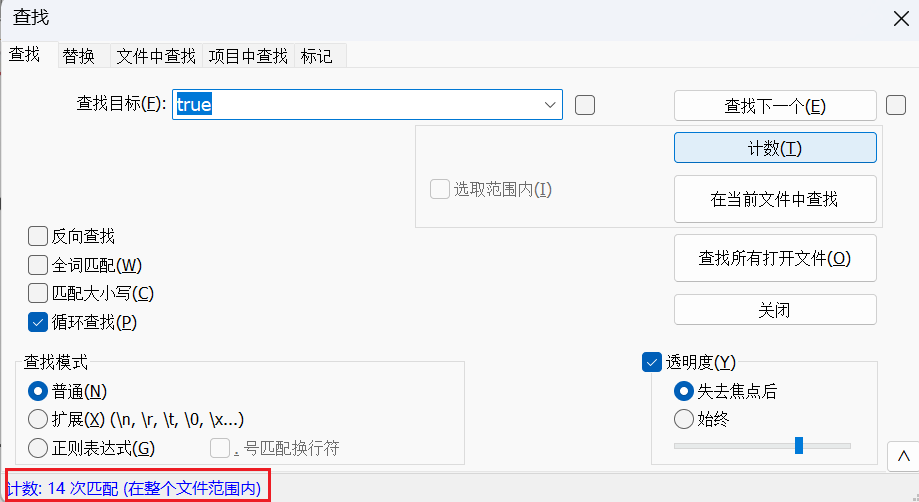 查找
查找 替换 文件中查找 项目中查找 标记
查找目标(F): true 查找下一个(E)
计数(T)
选取范围内(I)
在当前文件中查找
反向查找
全词匹配(W)
查找所有打开文件(O)
匹配大小写(C)
关闭
循环查找(P)
查找模式
透明度(Y)
普通(N)
失去焦点后
扩展(X) (\n, \r, \t, \0, \x...)
始终
正则表达式(G) . 号匹配换行符
计数: 14 次匹配 (在整个文件范围内)